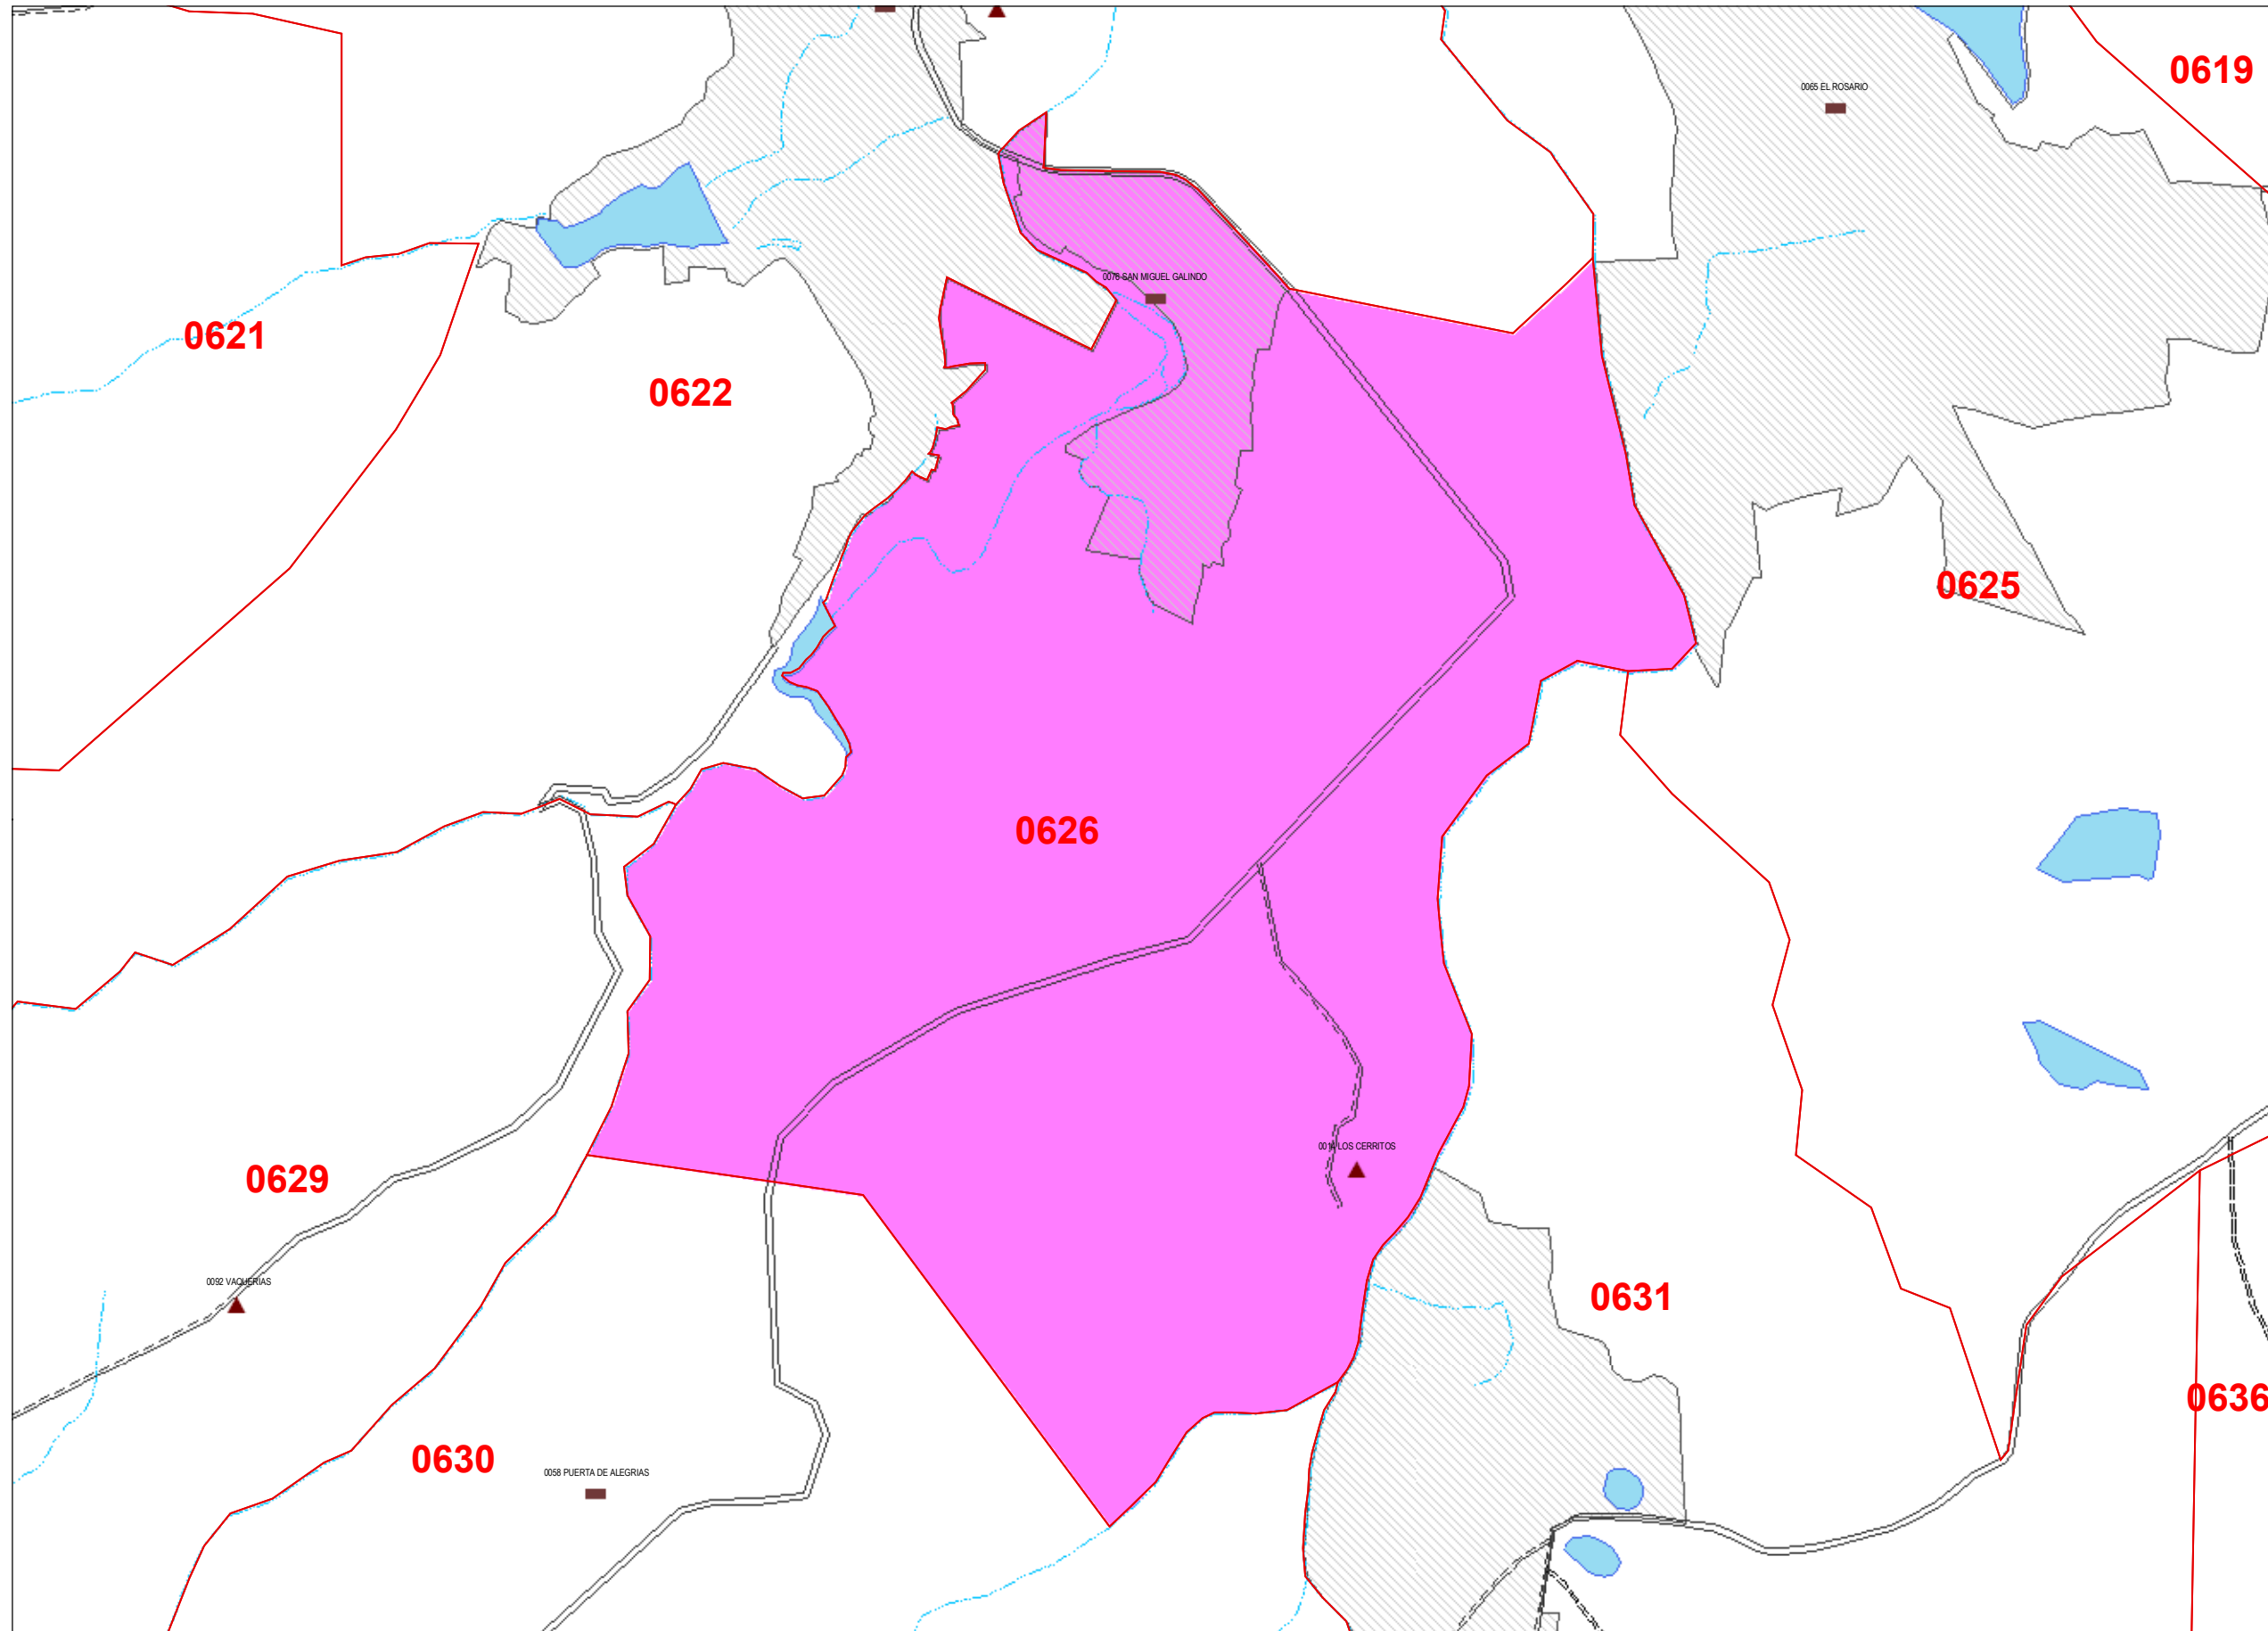 0619
0065 EL ROSARIO
0076 SAN MIGUEL GALINDO
0621
0622
0625
0626
0014 LOS CERRITOS
0629
0092 VAQUERIAS
0631
0636
0630
0058 PUERTA DE ALEGRIAS